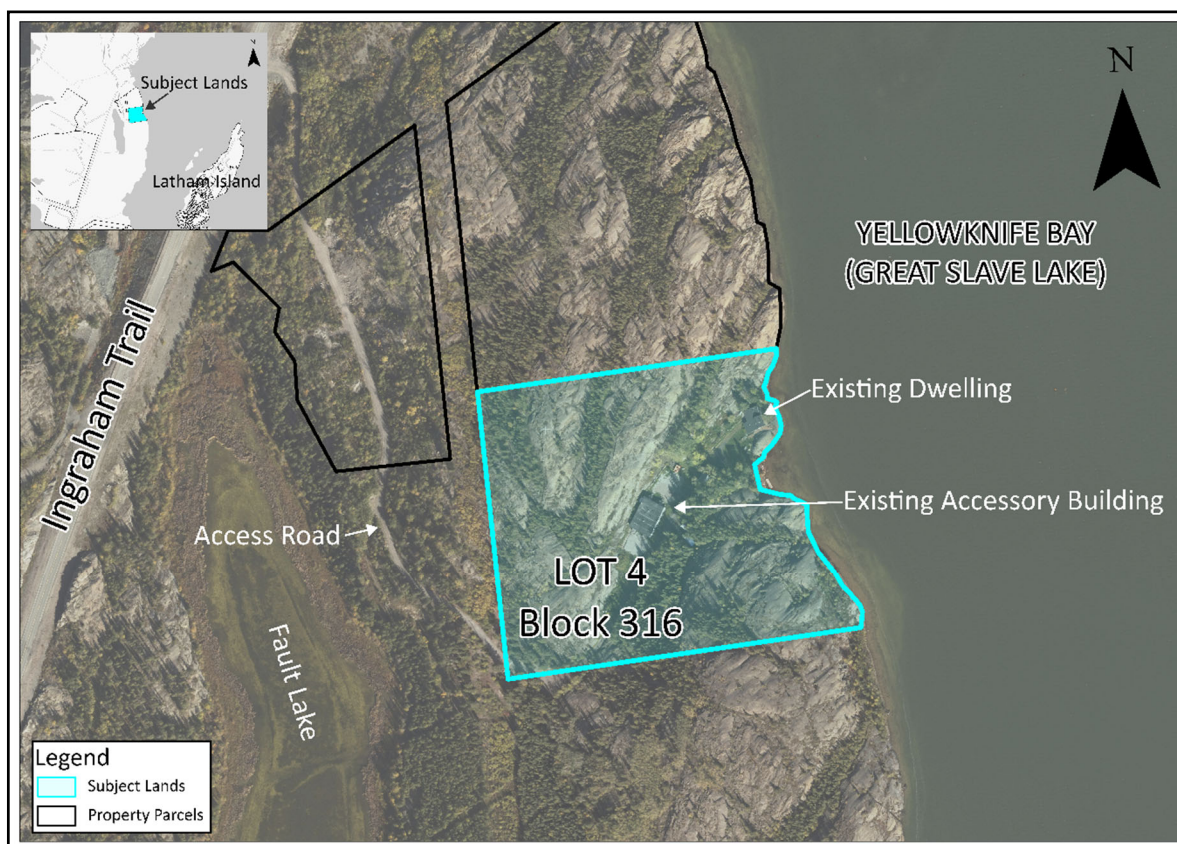 N
Subject Lands
Latham Island
N
YELLOWKNIFE BAY
(GREAT SLAVE LAKE)
Ingraham Trail
Existing Dwelling
Existing Accessory Building
Access Road
LOT 4
Block 316
Fault Lake
Legend
Subject Lands
Property Parcels